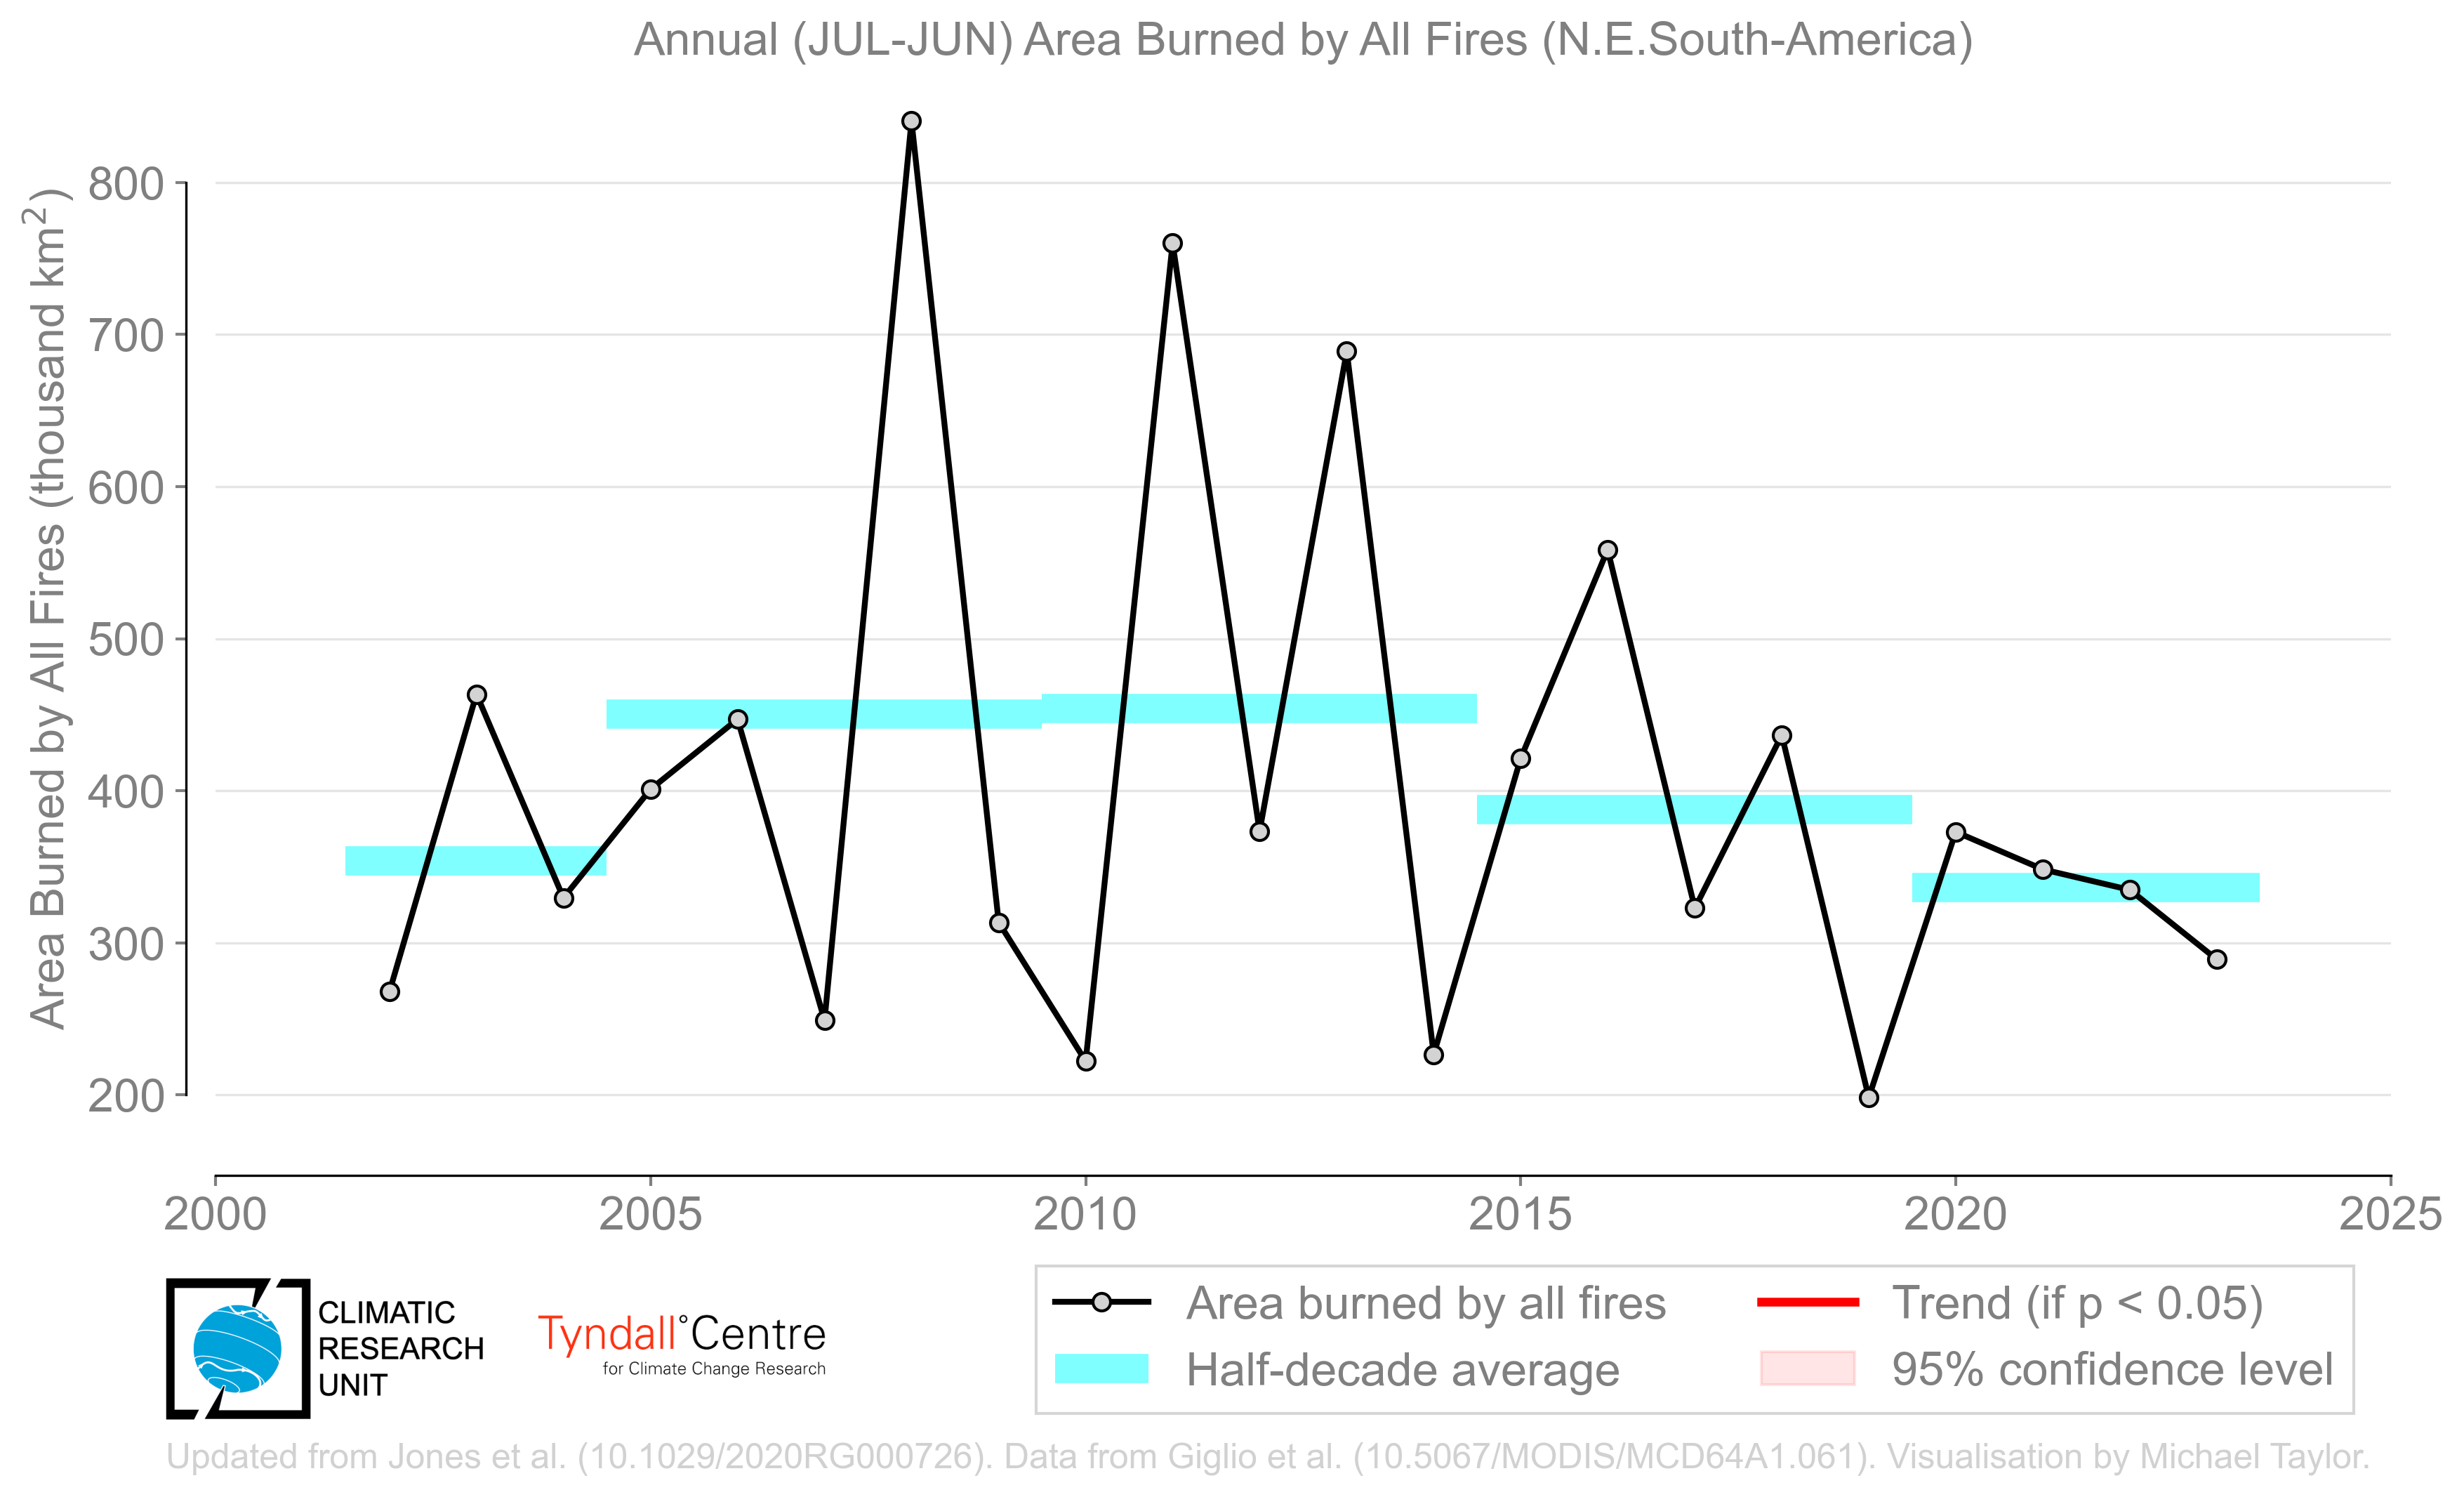 Annual (JUL-JUN) Area Burned by All Fires (N.E.South-America)
Area Burned by All Fires (thousand km²)
800
700
600
500
400
300
200
2000 2005 2010 2015 2020 2025
CLIMATIC
RESEARCH
UNIT
Tyndall°Centre
for Climate Change Research
Area burned by all fires
Half-decade average
Trend (if p < 0.05)
95% confidence level
Updated from Jones et al. (10.1029/2020RG000726). Data from Giglio et al. (10.5067/MODIS/MCD64A1.061). Visualisation by Michael Taylor.